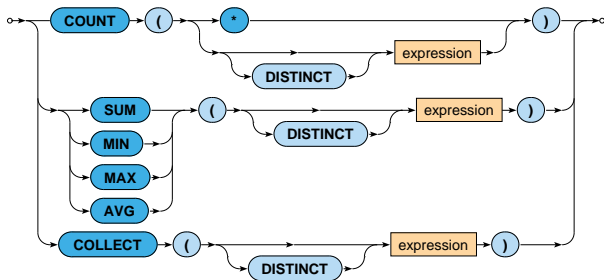 COUNT ( * )
DISTINCT expression
SUM ( DISTINCT expression )
MIN
MAX
AVG
COLLECT ( expression )
DISTINCT